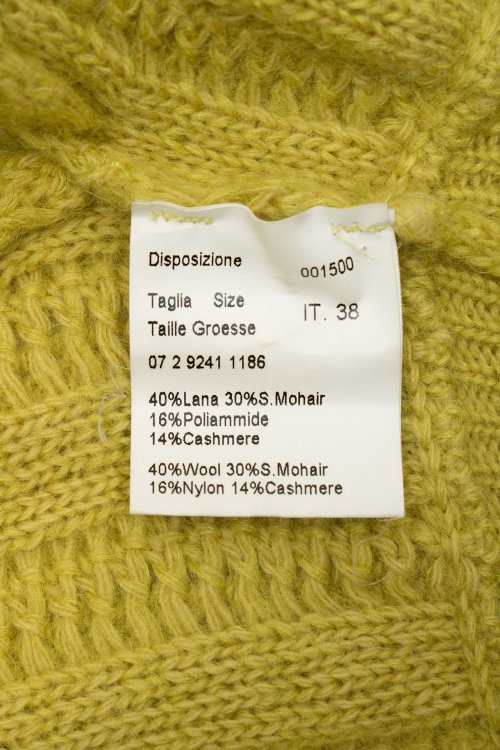 Disposizione 001500
Taglia Size IT. 38
Taille Groesse
07 2 9241 1186
40%Lana 30%S.Mohair
16%Poliammide
14%Cashmere
40%Wool 30%S.Mohair
16%Nylon 14%Cashmere